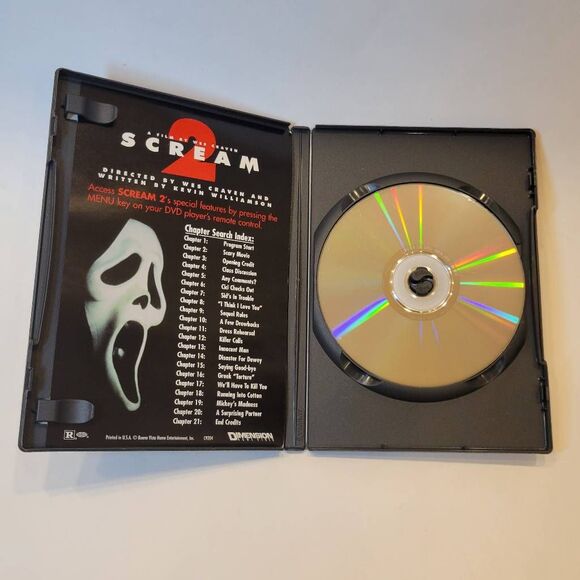 A FILM BY WES CRAVEN
SCREAM 2
DIRECTED BY WES CRAVEN AND
WRITTEN BY KEVIN WILLIAMSON
Access SCREAM 2's special features by pressing the
MENU key on your DVD player's remote control.
Chapter Search Index:
Chapter 1: Program Start
Chapter 2: Scary Movie
Chapter 3: Opening Credit
Chapter 4: Class Discussion
Chapter 5: Any Comments?
Chapter 6: Cici Checks Out
Chapter 7: Sid's In Trouble
Chapter 8: "I Think I Love You"
Chapter 9: Sequel Rules
Chapter 10: A Few Drawbacks
Chapter 11: Dress Rehearsal
Chapter 12: Killer Calls
Chapter 13: Innocent Man
Chapter 14: Disaster For Dewey
Chapter 15: Saying Good-bye
Chapter 16: Greek "Torture"
Chapter 17: We'll Have To Kill You
Chapter 18: Running Into Cotton
Chapter 19: Mickey's Madness
Chapter 20: A Surprising Partner
Chapter 21: End Credits
R
Printed in U.S.A. © Buena Vista Home Entertainment, Inc.
DIMENSION